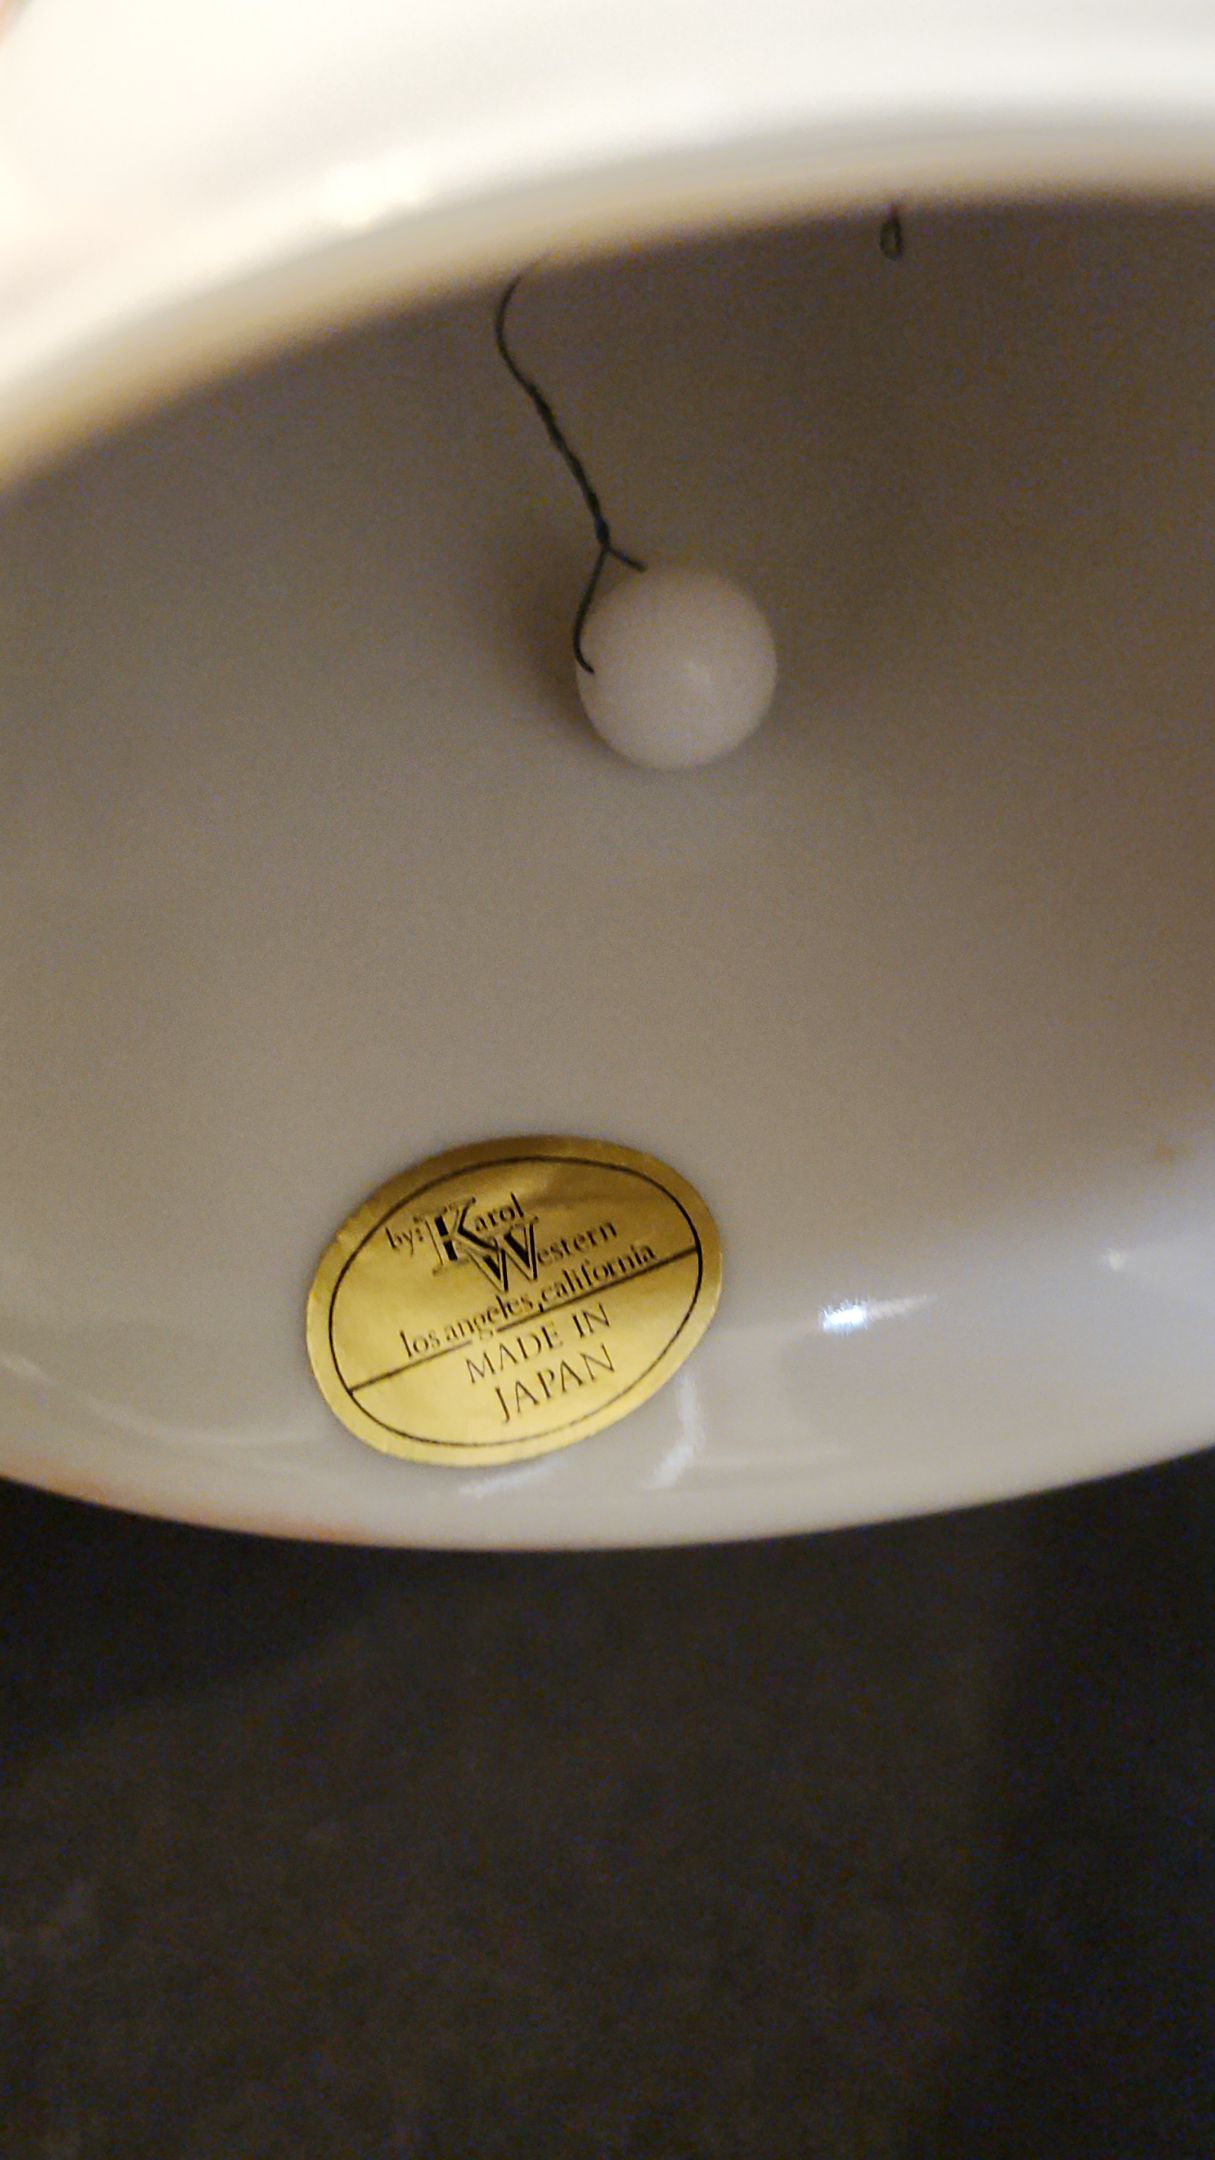 by: Karol
Western
los angeles, california
MADE IN
JAPAN